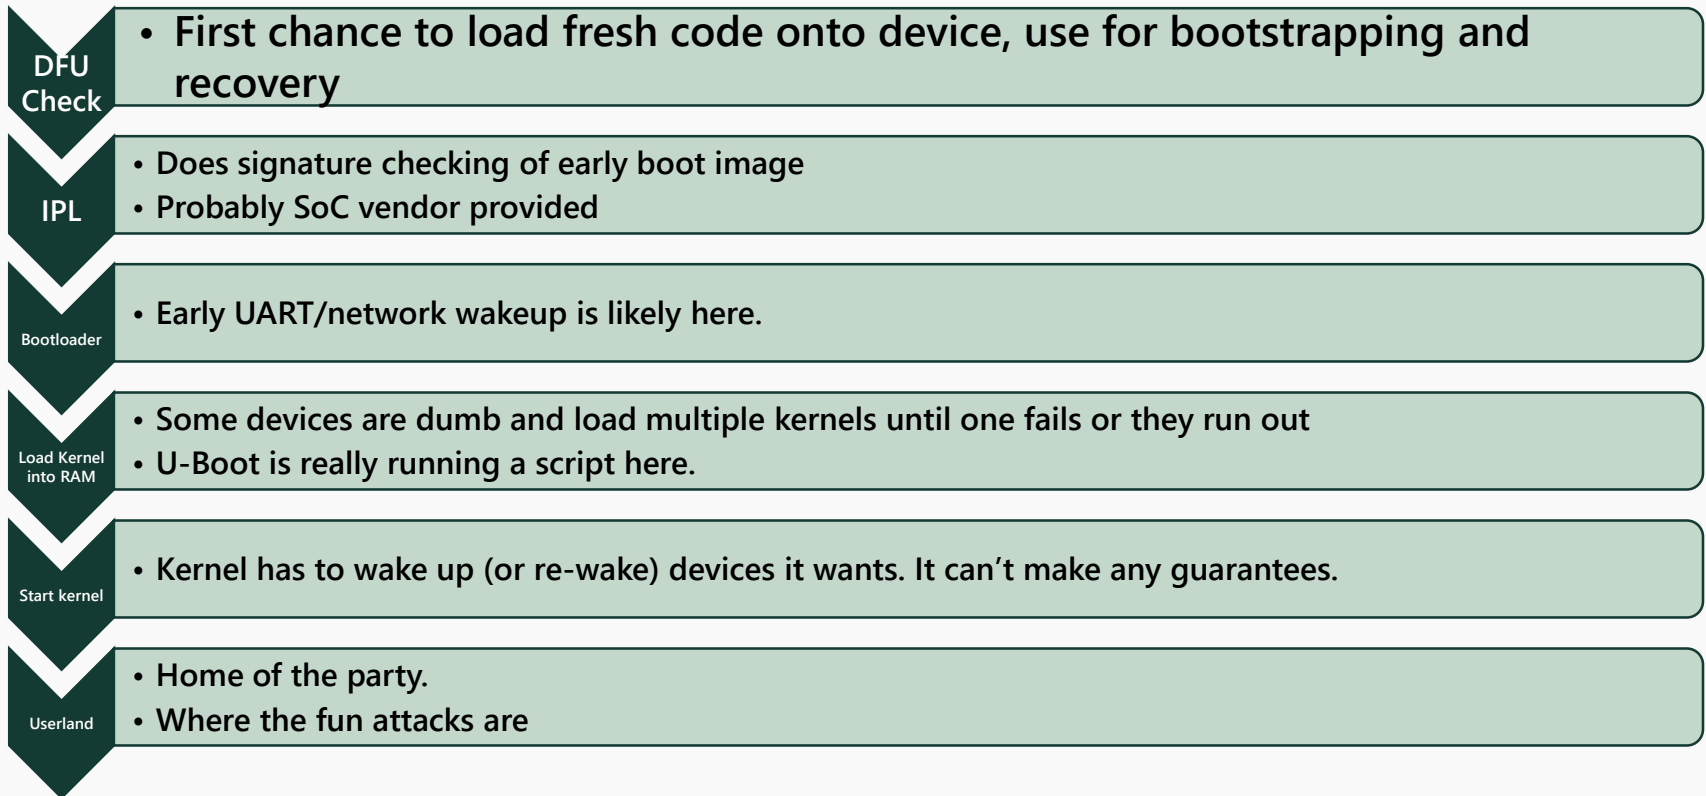 DFU
Check
• First chance to load fresh code onto device, use for bootstrapping and
recovery
IPL
• Does signature checking of early boot image
• Probably SoC vendor provided
Bootloader
• Early UART/network wakeup is likely here.
Load Kernel
into RAM
• Some devices are dumb and load multiple kernels until one fails or they run out
• U-Boot is really running a script here.
Start kernel
• Kernel has to wake up (or re-wake) devices it wants. It can’t make any guarantees.
Userland
• Home of the party.
• Where the fun attacks are